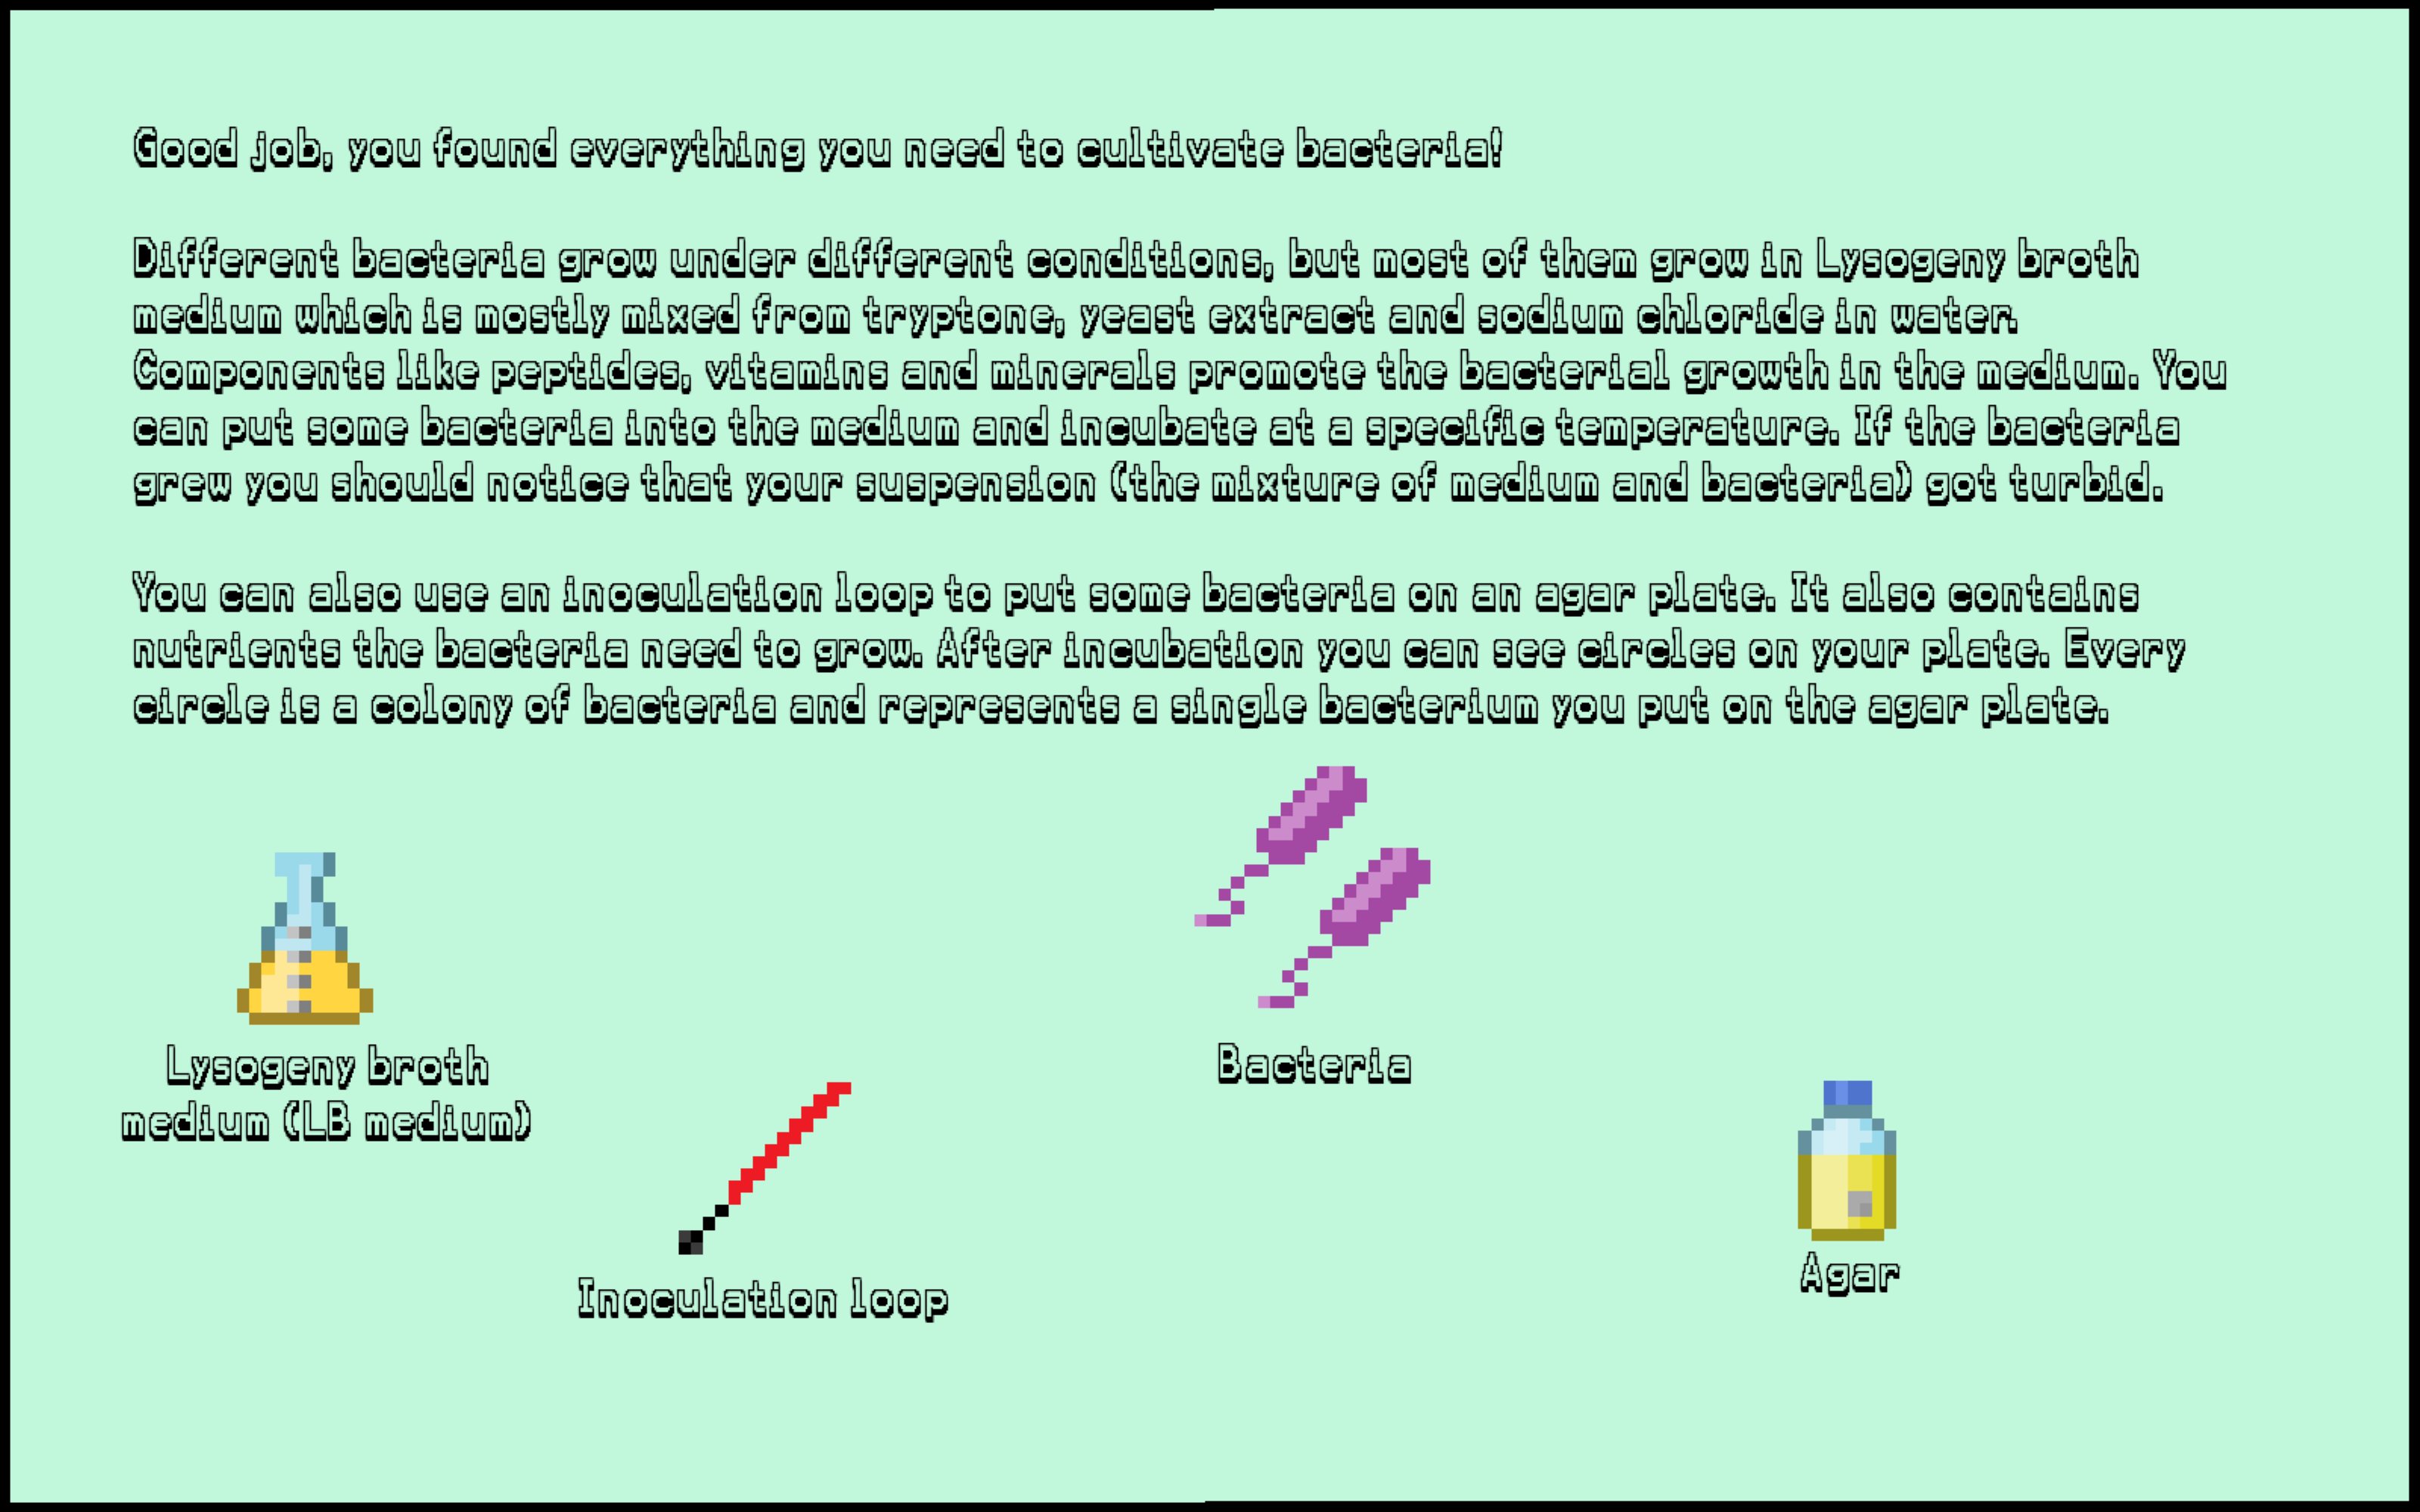 Good job, you found everything you need to cultivate bacteria!
Different bacteria grow under different conditions, but most of them grow in Lysogeny broth
medium which is mostly mixed from tryptone, yeast extract and sodium chloride in water.
Components like peptides, vitamins and minerals promote the bacterial growth in the medium. You
can put some bacteria into the medium and incubate at a specific temperature. If the bacteria
grew you should notice that your suspension (the mixture of medium and bacteria) got turbid.
You can also use an inoculation loop to put some bacteria on an agar plate. It also contains
nutrients the bacteria need to grow. After incubation you can see circles on your plate. Every
circle is a colony of bacteria and represents a single bacterium you put on the agar plate.
Lysogeny broth
medium (LB medium)
Inoculation loop
Bacteria
Agar